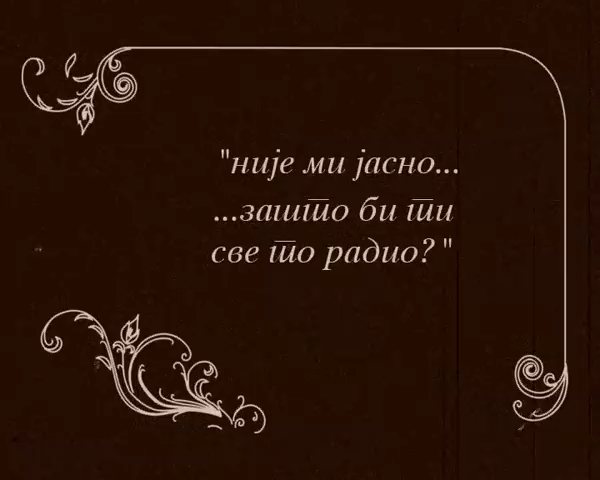 "није ми јасно...
...зашто би ти
све то радио?"